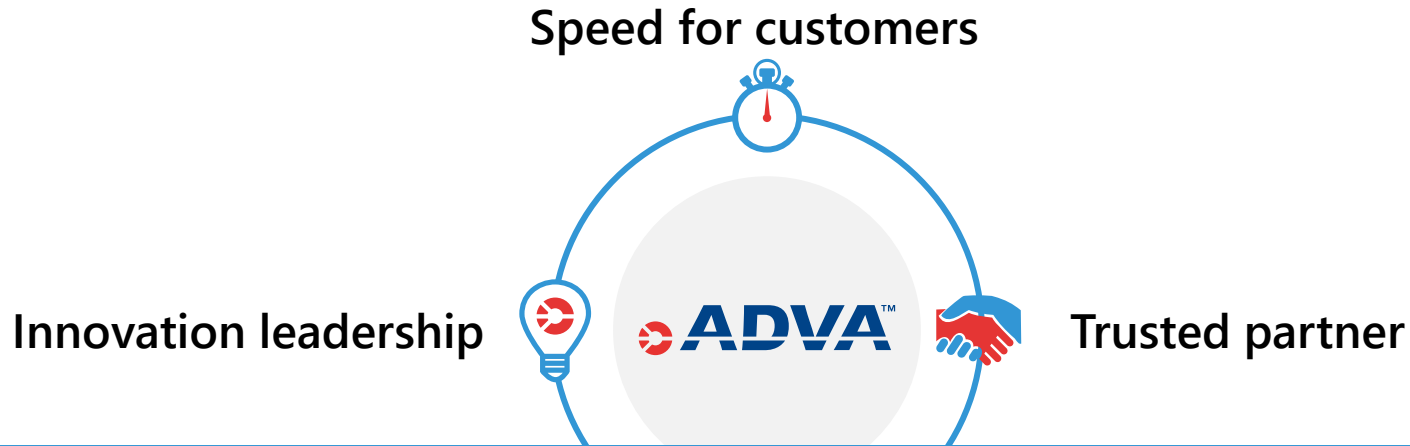 Speed for customers
Innovation leadership
ADVA™
Trusted partner